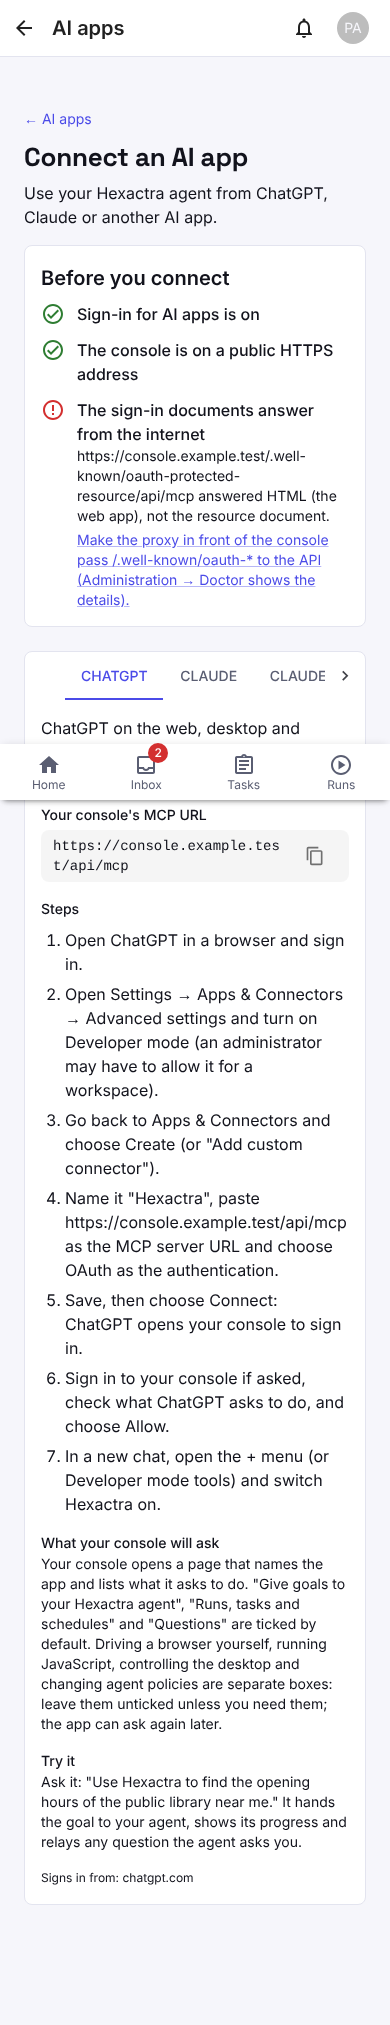 AI apps
PA
← AI apps
Connect an AI app
Use your Hexactra agent from ChatGPT,
Claude or another AI app.
Before you connect
Sign-in for AI apps is on
The console is on a public HTTPS
address
The sign-in documents answer
from the internet
https://console.example.test/.well-
known/oauth-protected-
resource/api/mcp answered HTML (the
web app), not the resource document.
Make the proxy in front of the console
pass /.well-known/oauth-* to the API
(Administration → Doctor shows the
details).
CHATGPT
CLAUDE
CLAUDE
ChatGPT on the web, desktop and
2
Home
Inbox
Tasks
Runs
Your console's MCP URL
https://console.example.tes
t/api/mcp
Steps
1. Open ChatGPT in a browser and sign
in.
2. Open Settings → Apps & Connectors
→ Advanced settings and turn on
Developer mode (an administrator
may have to allow it for a
workspace).
3. Go back to Apps & Connectors and
choose Create (or "Add custom
connector").
4. Name it "Hexactra", paste
https://console.example.test/api/mcp
as the MCP server URL and choose
OAuth as the authentication.
5. Save, then choose Connect:
ChatGPT opens your console to sign
in.
6. Sign in to your console if asked,
check what ChatGPT asks to do, and
choose Allow.
7. In a new chat, open the + menu (or
Developer mode tools) and switch
Hexactra on.
What your console will ask
Your console opens a page that names the
app and lists what it asks to do. "Give goals to
your Hexactra agent", "Runs, tasks and
schedules" and "Questions" are ticked by
default. Driving a browser yourself, running
JavaScript, controlling the desktop and
changing agent policies are separate boxes:
leave them unticked unless you need them;
the app can ask again later.
Try it
Ask it: "Use Hexactra to find the opening
hours of the public library near me." It hands
the goal to your agent, shows its progress and
relays any question the agent asks you.
Signs in from: chatgpt.com